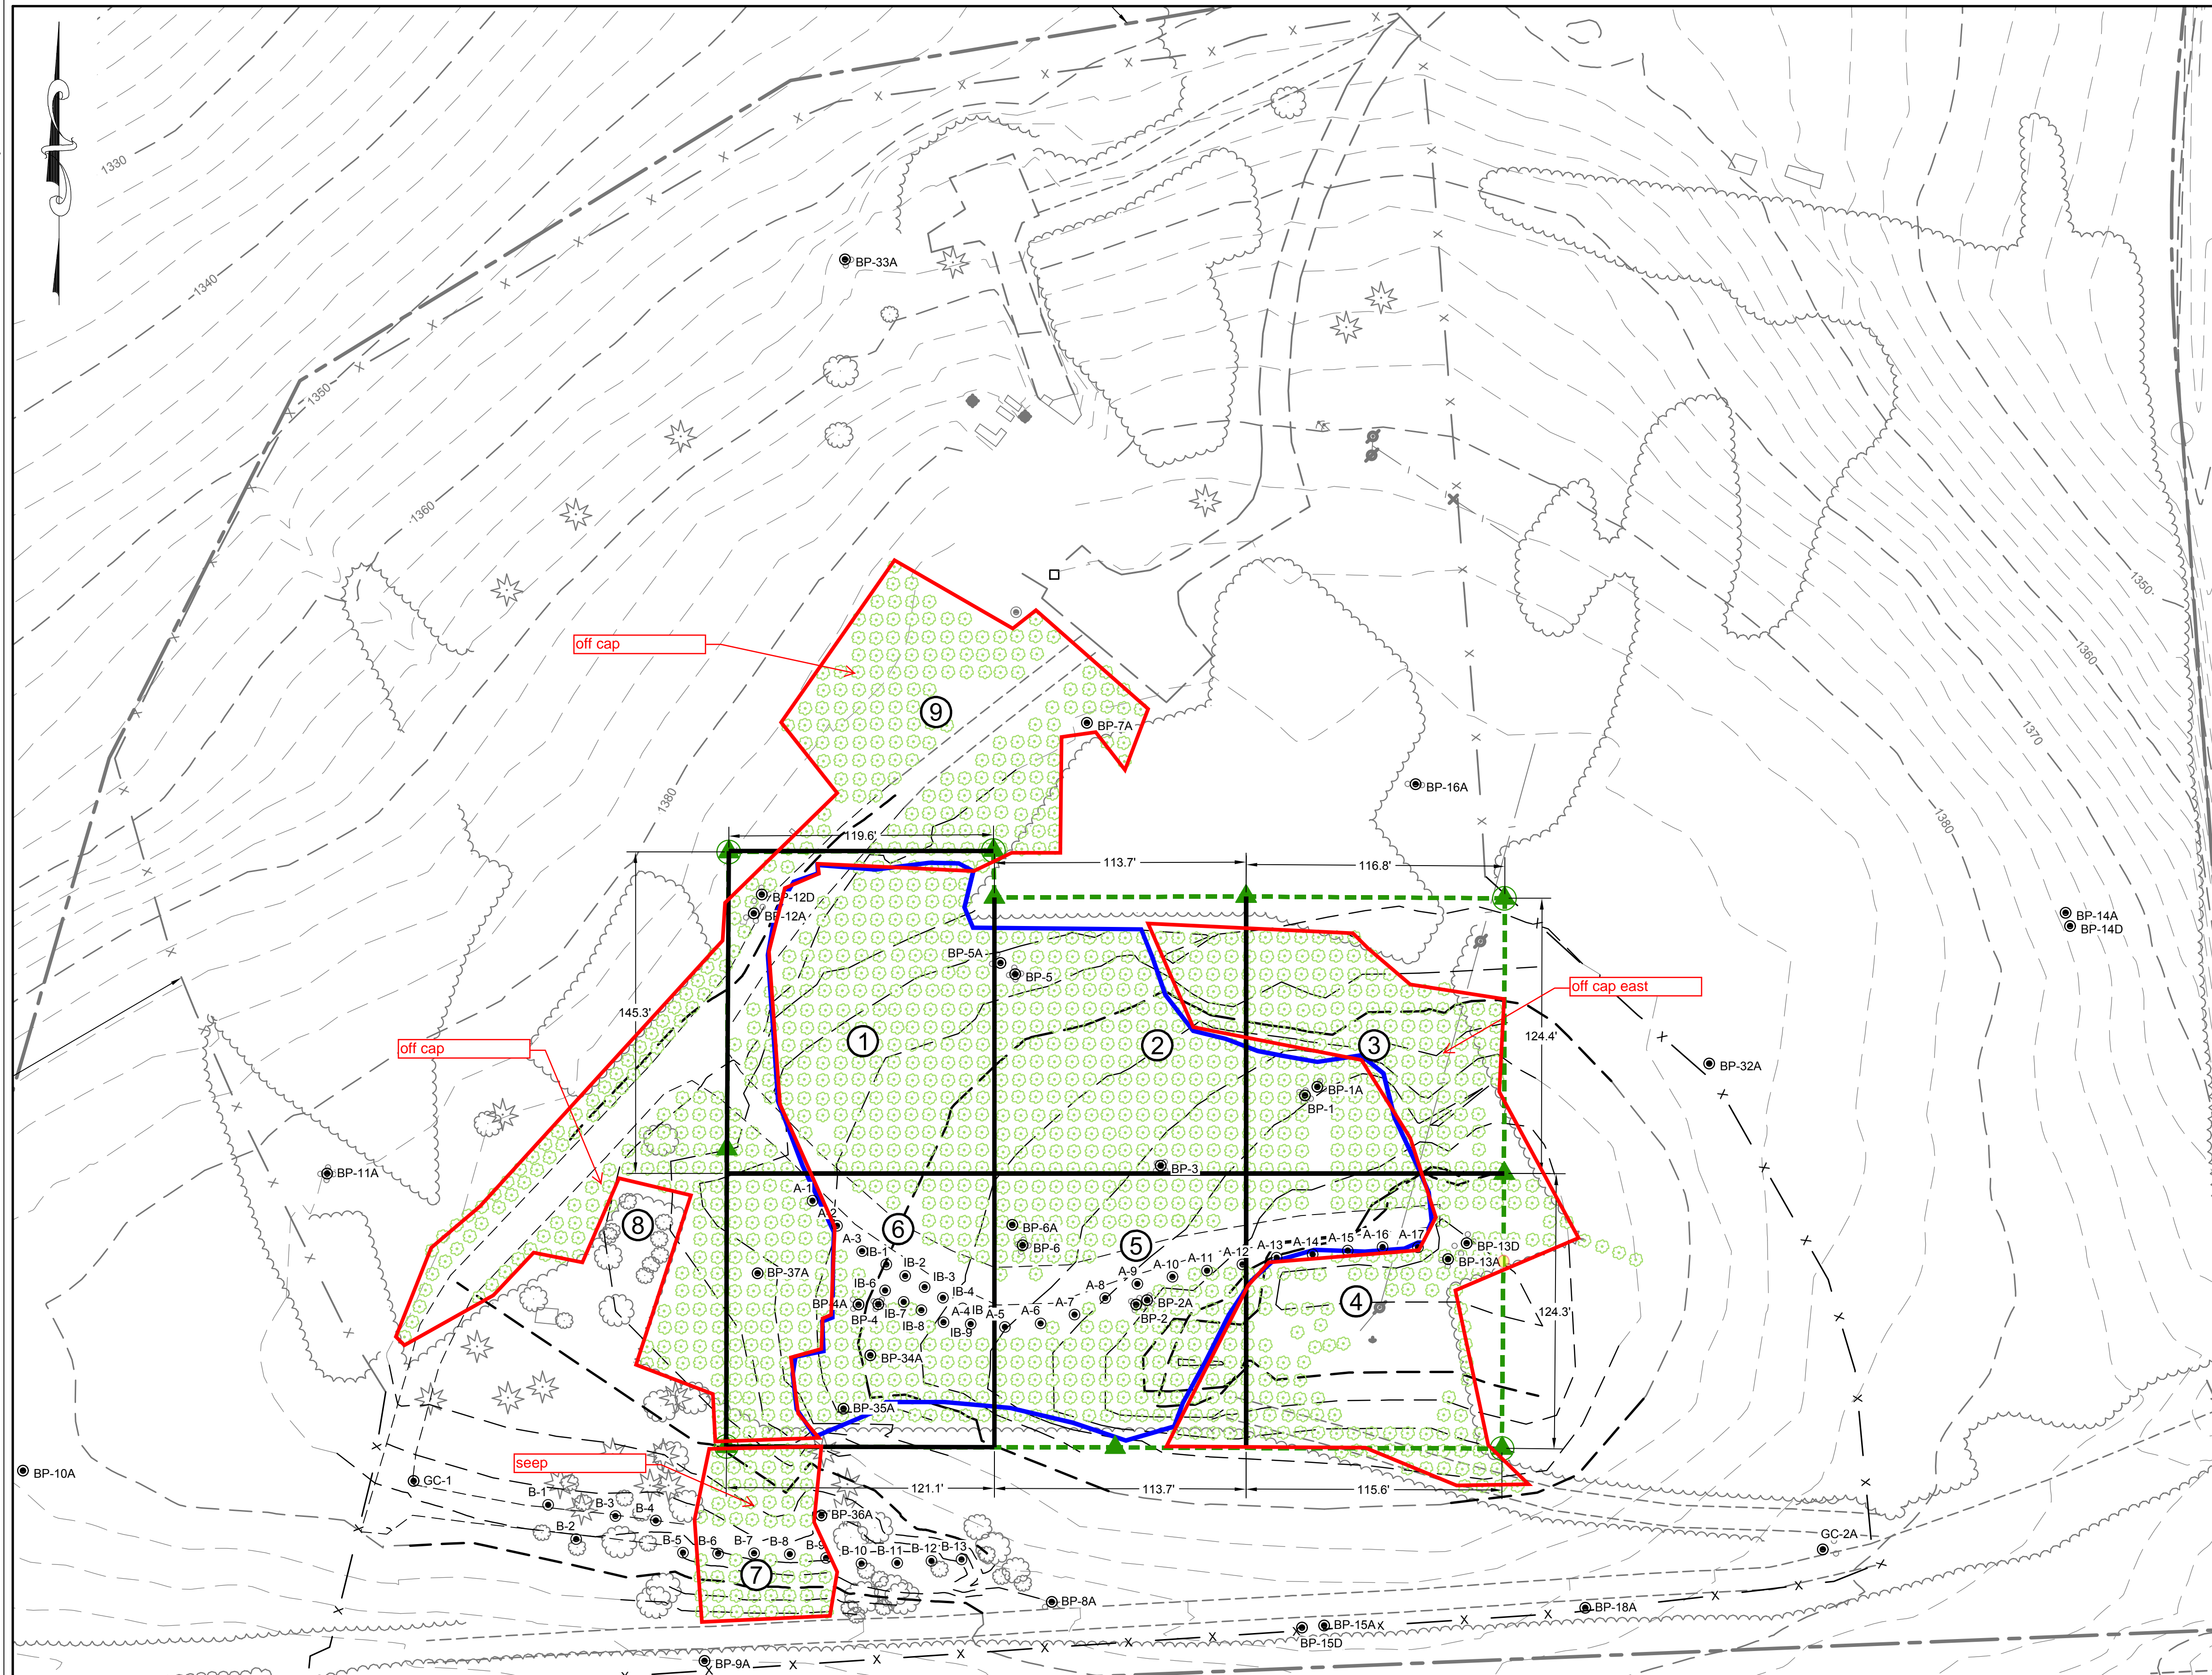 1330
1340
BP-33A
1350
1360
1350
off cap
1360
9
BP-7A
1370
BP-16A
1380
1380
119.6'
113.7'
116.8'
BP-12D
BP-12A
BP-14A
BP-14D
BP-5A
BP-5
off cap east
145.3'
1
2
3
124.4'
off cap
BP-32A
BP-1A
BP-1
BP-3
BP-11A
A-1
A-2
8
6
BP-6A
A-3
IB-1
BP-6
5
A-12
A-13
A-14
A-15
A-16
A-17
BP-13D
BP-13A
BP-37A
IB-2
A-11
A-10
A-9
IB-6
IB-3
IB-4
A-8
BP-4A
BP-4
IB-7
IB-8
A-4
IB
A-5
A-6
A-7
BP-2A
BP-2
4
124.3'
IB-9
BP-34A
BP-35A
seep
BP-10A
GC-1
121.1'
113.7'
115.6'
B-1
B-3
B-4
BP-36A
B-2
GC-2A
B-5
B-6
B-7
B-8
B-9
B-10
B-11
B-12
B-13
7
BP-8A
BP-18A
BP-15A
BP-15D
BP-9A